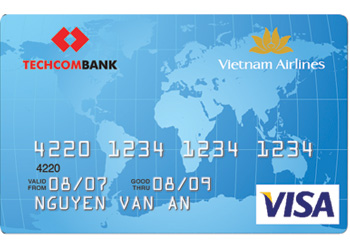 TECHCOMBANK
Vietnam Airlines
4220 1234 1234 1234
4220
VALID FROM 08/07 GOOD THRU 08/09
NGUYEN VAN AN
VISA